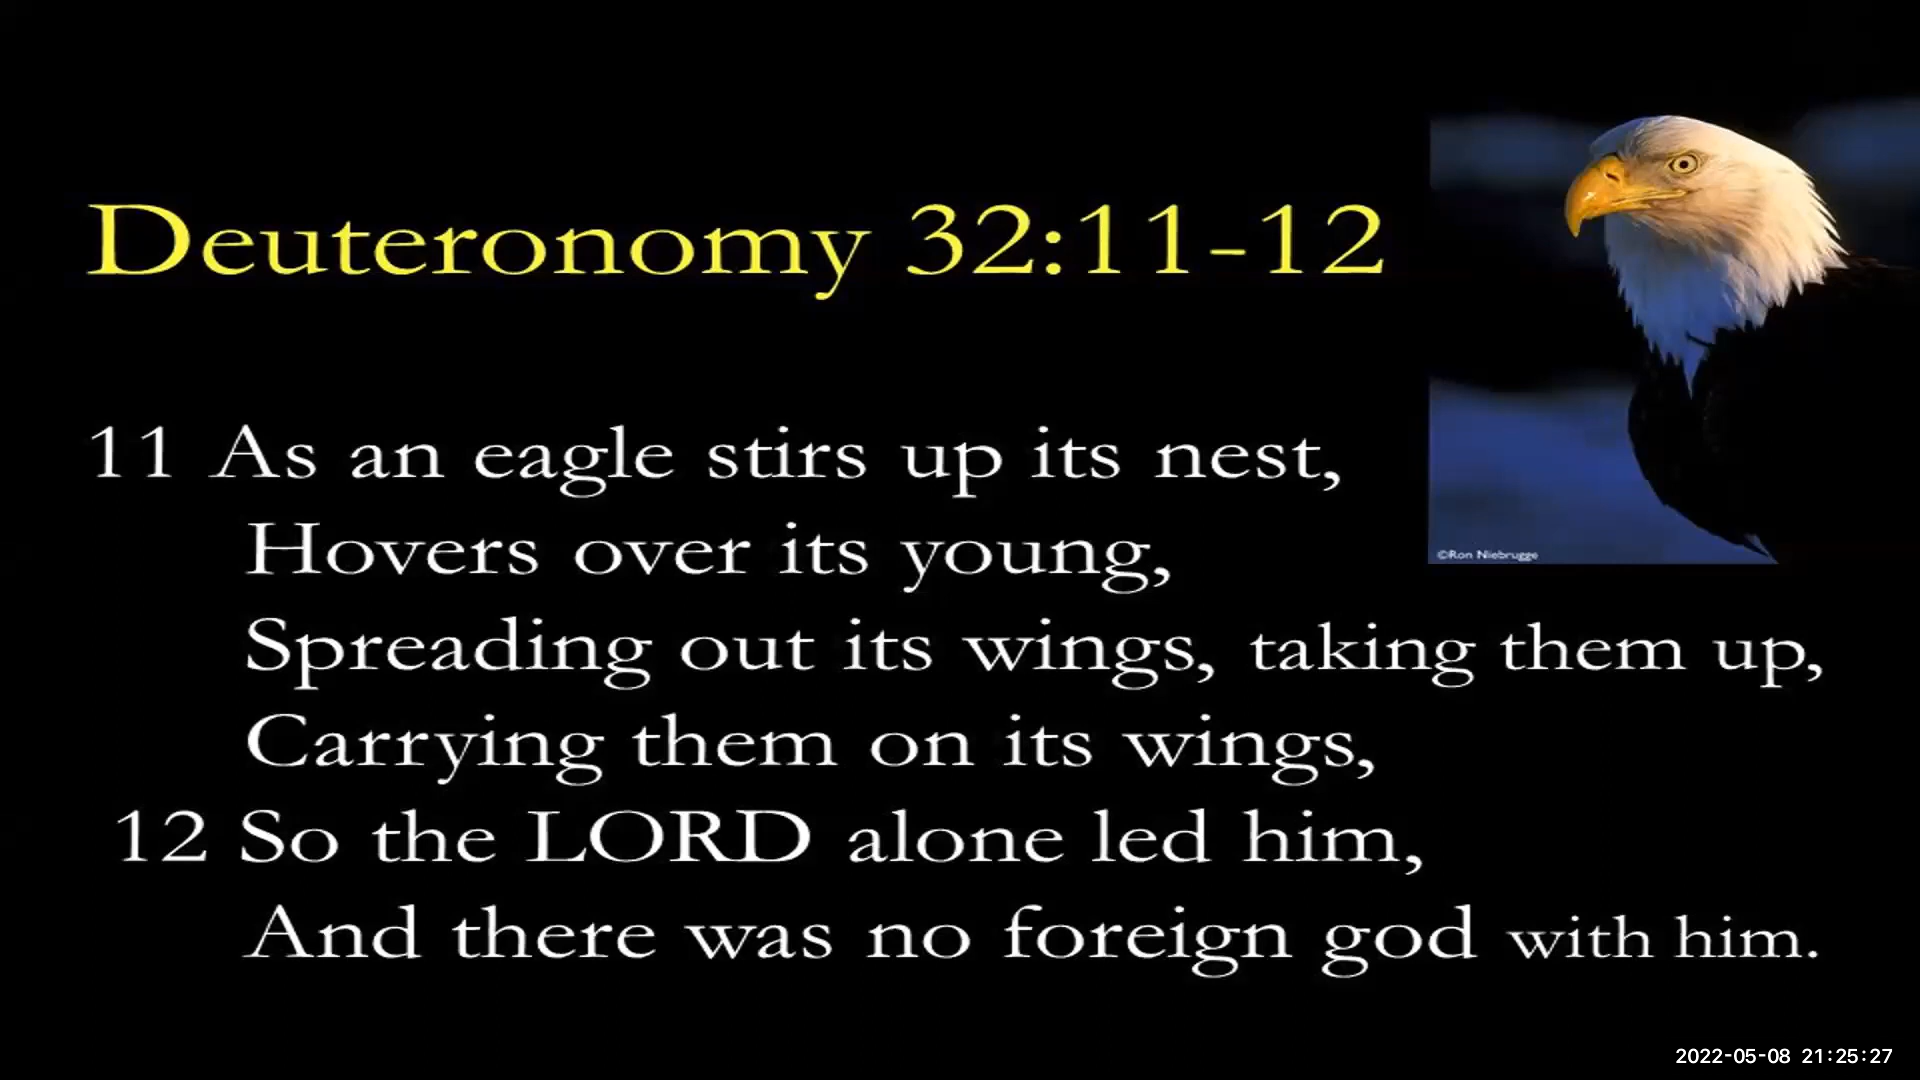 Deuteronomy 32:11-12
©Ron Niebrugge
11 As an eagle stirs up its nest,
Hovers over its young,
Spreading out its wings, taking them up,
Carrying them on its wings,
12 So the LORD alone led him,
And there was no foreign god with him.
2022-05-08 21:25:27